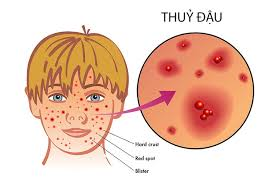 THUỶ ĐẬU
Hard crust
Red spot
Blister